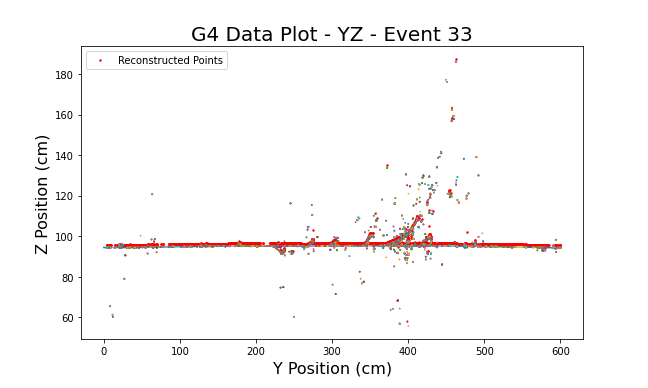 G4 Data Plot - YZ - Event 33
Reconstructed Points
Z Position (cm)
180
160
140
120
100
80
60
0 100 200 300 400 500 600
Y Position (cm)